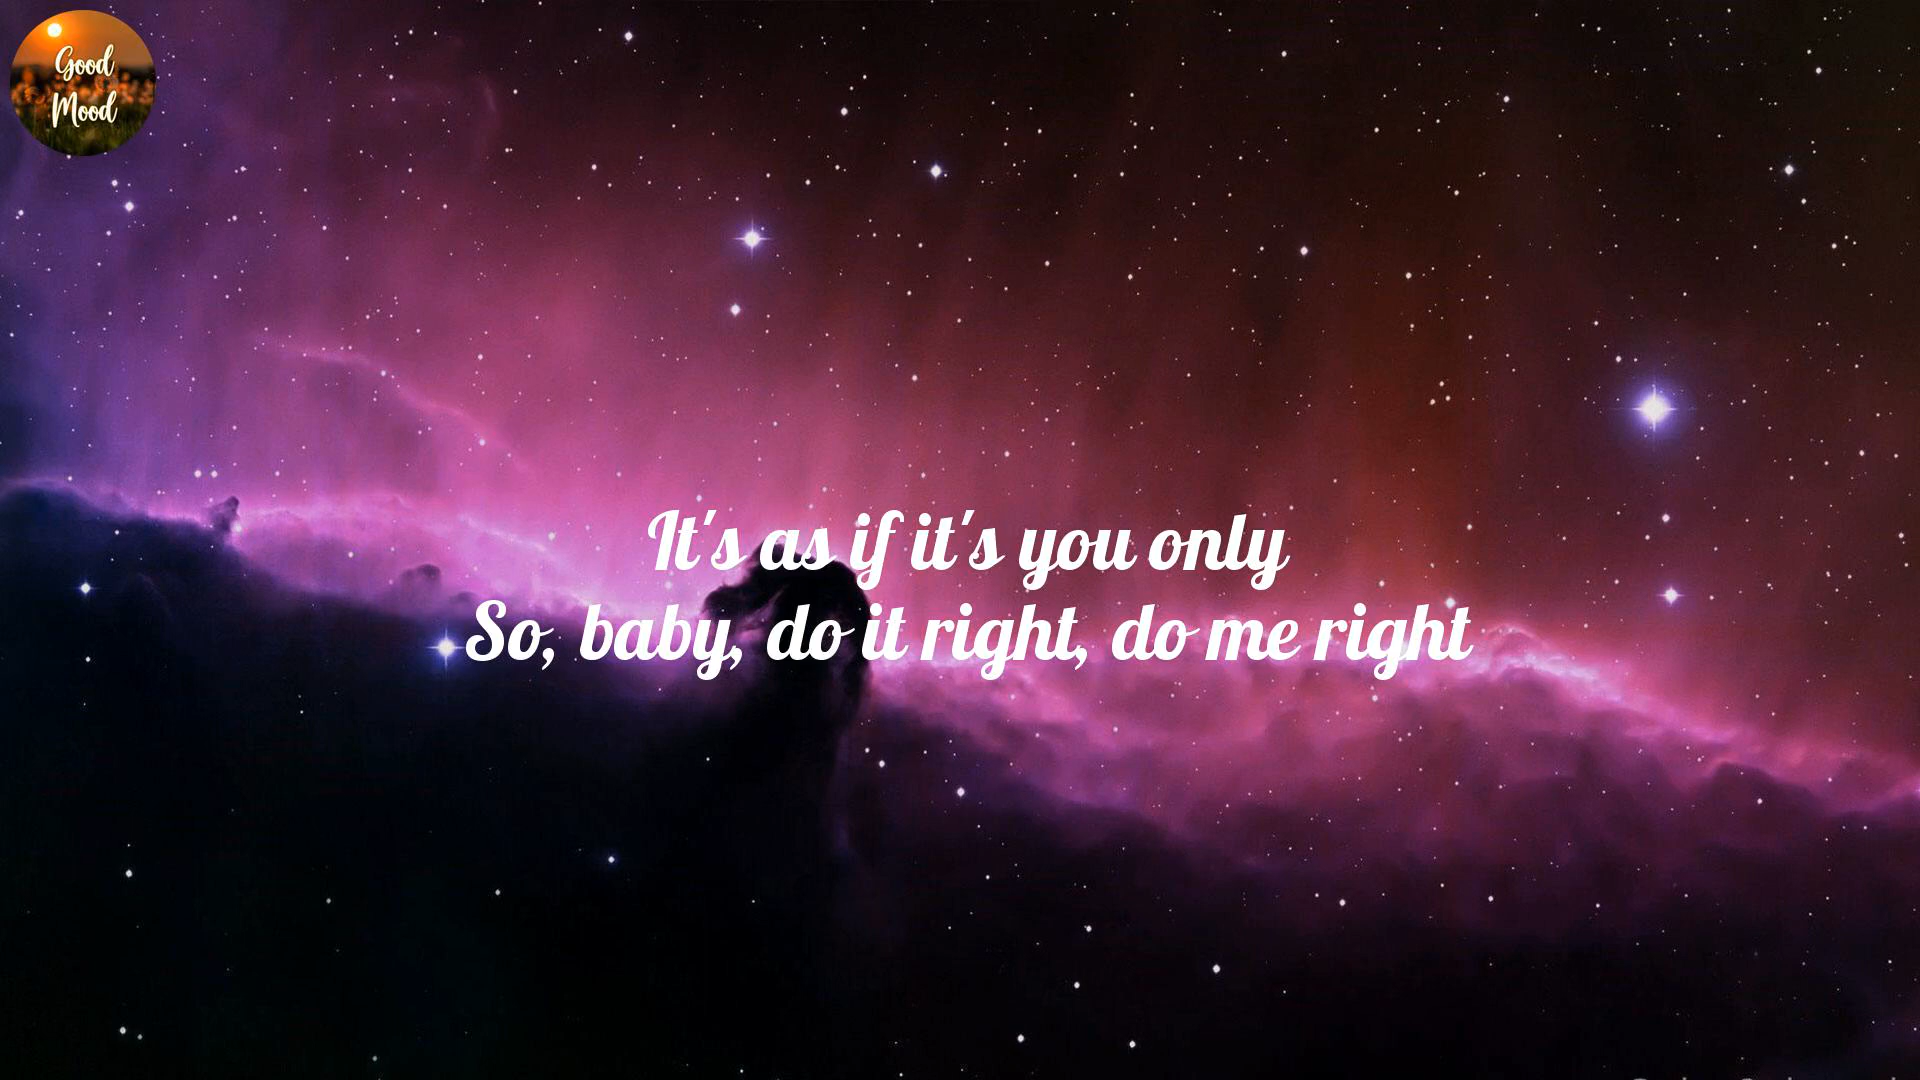 Good
Mood
It's as if it's you only
So, baby, do it right, do me right